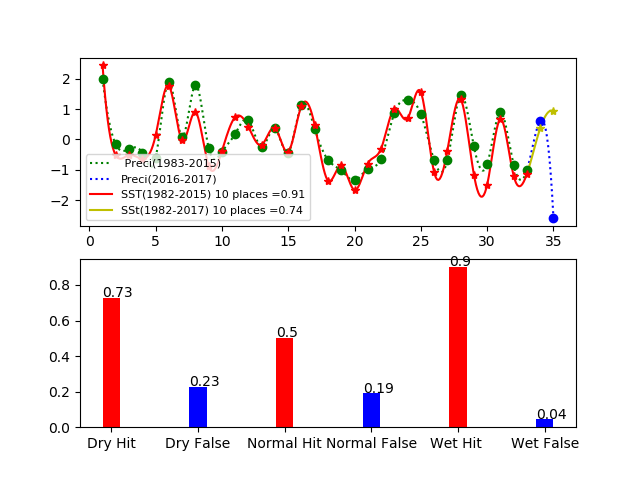 2
1
0
−1
−2
Preci(1983-2015)
Preci(2016-2017)
SST(1982-2015) 10 places =0.91
SSt(1982-2017) 10 places =0.74
0 5 10 15 20 25 30 35
0.8
0.6
0.4
0.2
0.0
0.73
0.23
0.5
0.19
0.9
0.04
Dry Hit Dry False Normal Hit Normal False Wet Hit Wet False